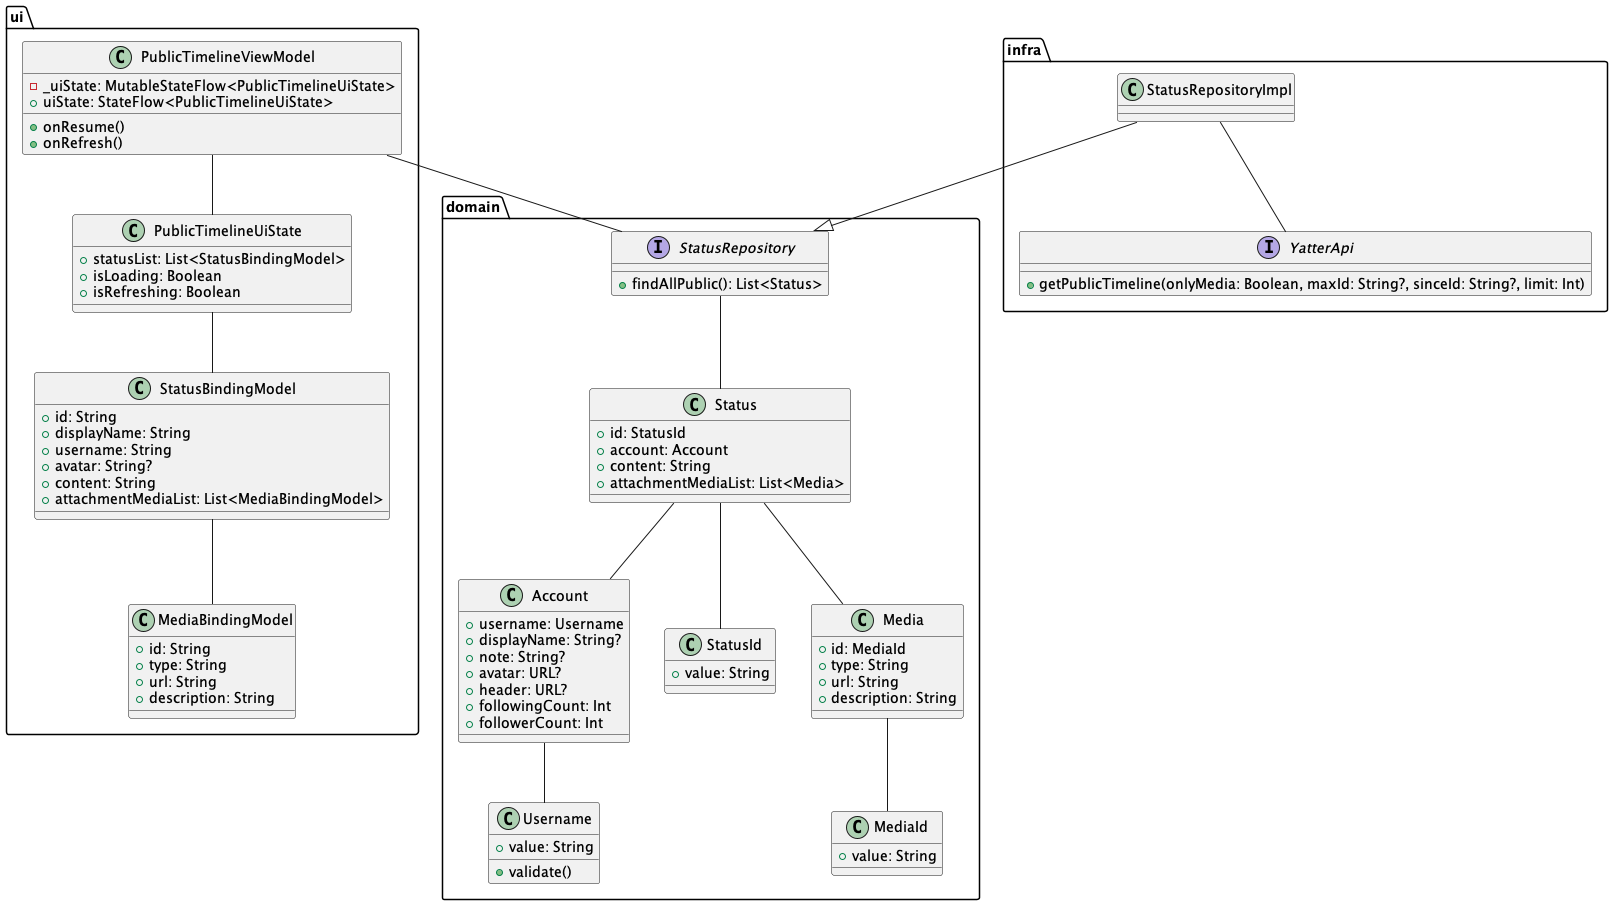 ui
C PublicTimelineViewModel
_uiState: MutableStateFlow<PublicTimelineUiState>
uiState: StateFlow<PublicTimelineUiState>
onResume()
onRefresh()
C PublicTimelineUiState
statusList: List<StatusBindingModel>
isLoading: Boolean
isRefreshing: Boolean
C StatusBindingModel
id: String
displayName: String
username: String
avatar: String?
content: String
attachmentMediaList: List<MediaBindingModel>
C MediaBindingModel
id: String
type: String
url: String
description: String
domain
I StatusRepository
findAllPublic(): List<Status>
C Status
id: StatusId
account: Account
content: String
attachmentMediaList: List<Media>
C Account
username: Username
displayName: String?
note: String?
avatar: URL?
header: URL?
followingCount: Int
followerCount: Int
C StatusId
value: String
C Media
id: MediaId
type: String
url: String
description: String
C Username
value: String
validate()
C MediaId
value: String
infra
C StatusRepositoryImpl
I YatterApi
getPublicTimeline(onlyMedia: Boolean, maxId: String?, sinceId: String?, limit: Int)